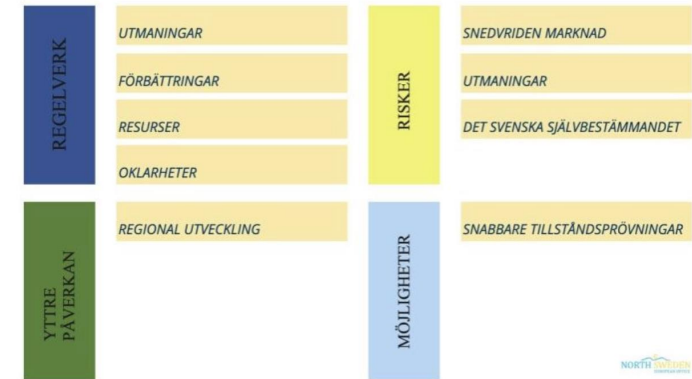 REGELVERK
UTMANINGAR
FÖRBÄTTRINGAR
RESURSER
OKLARHETER
RISKER
SNEDVRIDEN MARKNAD
UTMANINGAR
DET SVENSKA SJÄLVBESTÄMMANDET
YTTRE
PÅVERKAN
REGIONAL UTVECKLING
MÖJLIGHETER
SNABBARE TILLSTÅNDSPRÖVNINGAR
NORTH SWEDEN